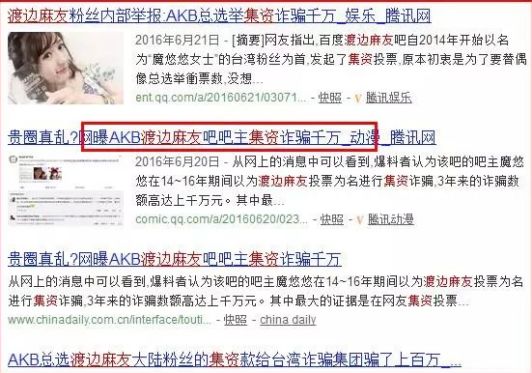 渡边麻友粉丝内部举报:AKB总选举集资诈骗千万_娱乐_腾讯网
2016年6月21日 - [摘要]网友指出,百度渡边麻友吧自2014年开始以名
为“魔悠悠女士”的台湾粉丝为首,发起了集资投票,原本初衷是为了要替偶
像总选举衝票数,没想...
ent.qq.com/a/20160621/03071... - 快照 - V 腾讯娱乐
贵圈真乱?网曝AKB渡边麻友吧吧主集资诈骗千万_动漫_腾讯网
2016年6月20日 - 从网上的消息中可以看到,爆料者认为该吧的吧主魔悠
悠在14~16年期间以为渡边麻友投票为名进行集资诈骗,3年来的诈骗数
额高达上千万元。其中最...
comic.qq.com/a/20160620/023... - 快照 - V 腾讯动漫
贵圈真乱?网曝AKB渡边麻友吧吧主集资诈骗千万
从网上的消息中可以看到,爆料者认为该吧的吧主魔悠悠在14~16年期间以为渡边麻友投票为名
进行集资诈骗,3年来的诈骗数额高达上千万元。其中最大的证据是在网友集资投票...
www.chinadaily.com.cn/interface/touti... - 快照 - china daily
AKB总选渡边麻友大陆粉丝的集资款给台湾诈骗集团骗了上百万_...